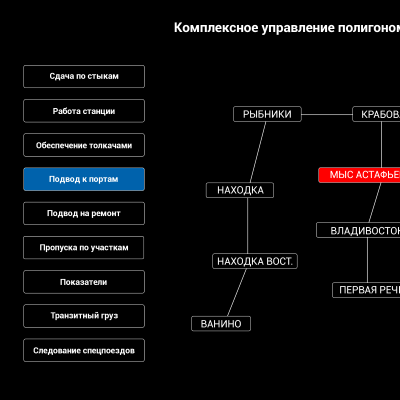 Комплексное управление полигоном
Сдача по стыкам
Работа станции
Обеспечение толкачами
Подвод к портам
Подвод на ремонт
Пропуска по участкам
Показатели
Транзитный груз
Следование спецпоездов
РЫБНИКИ
КРАБОВ
НАХОДКА
МЫС АСТАФЬЕ
НАХОДКА ВОСТ.
ВЛАДИВОСТОК
ВАНИНО
ПЕРВАЯ РЕЧ